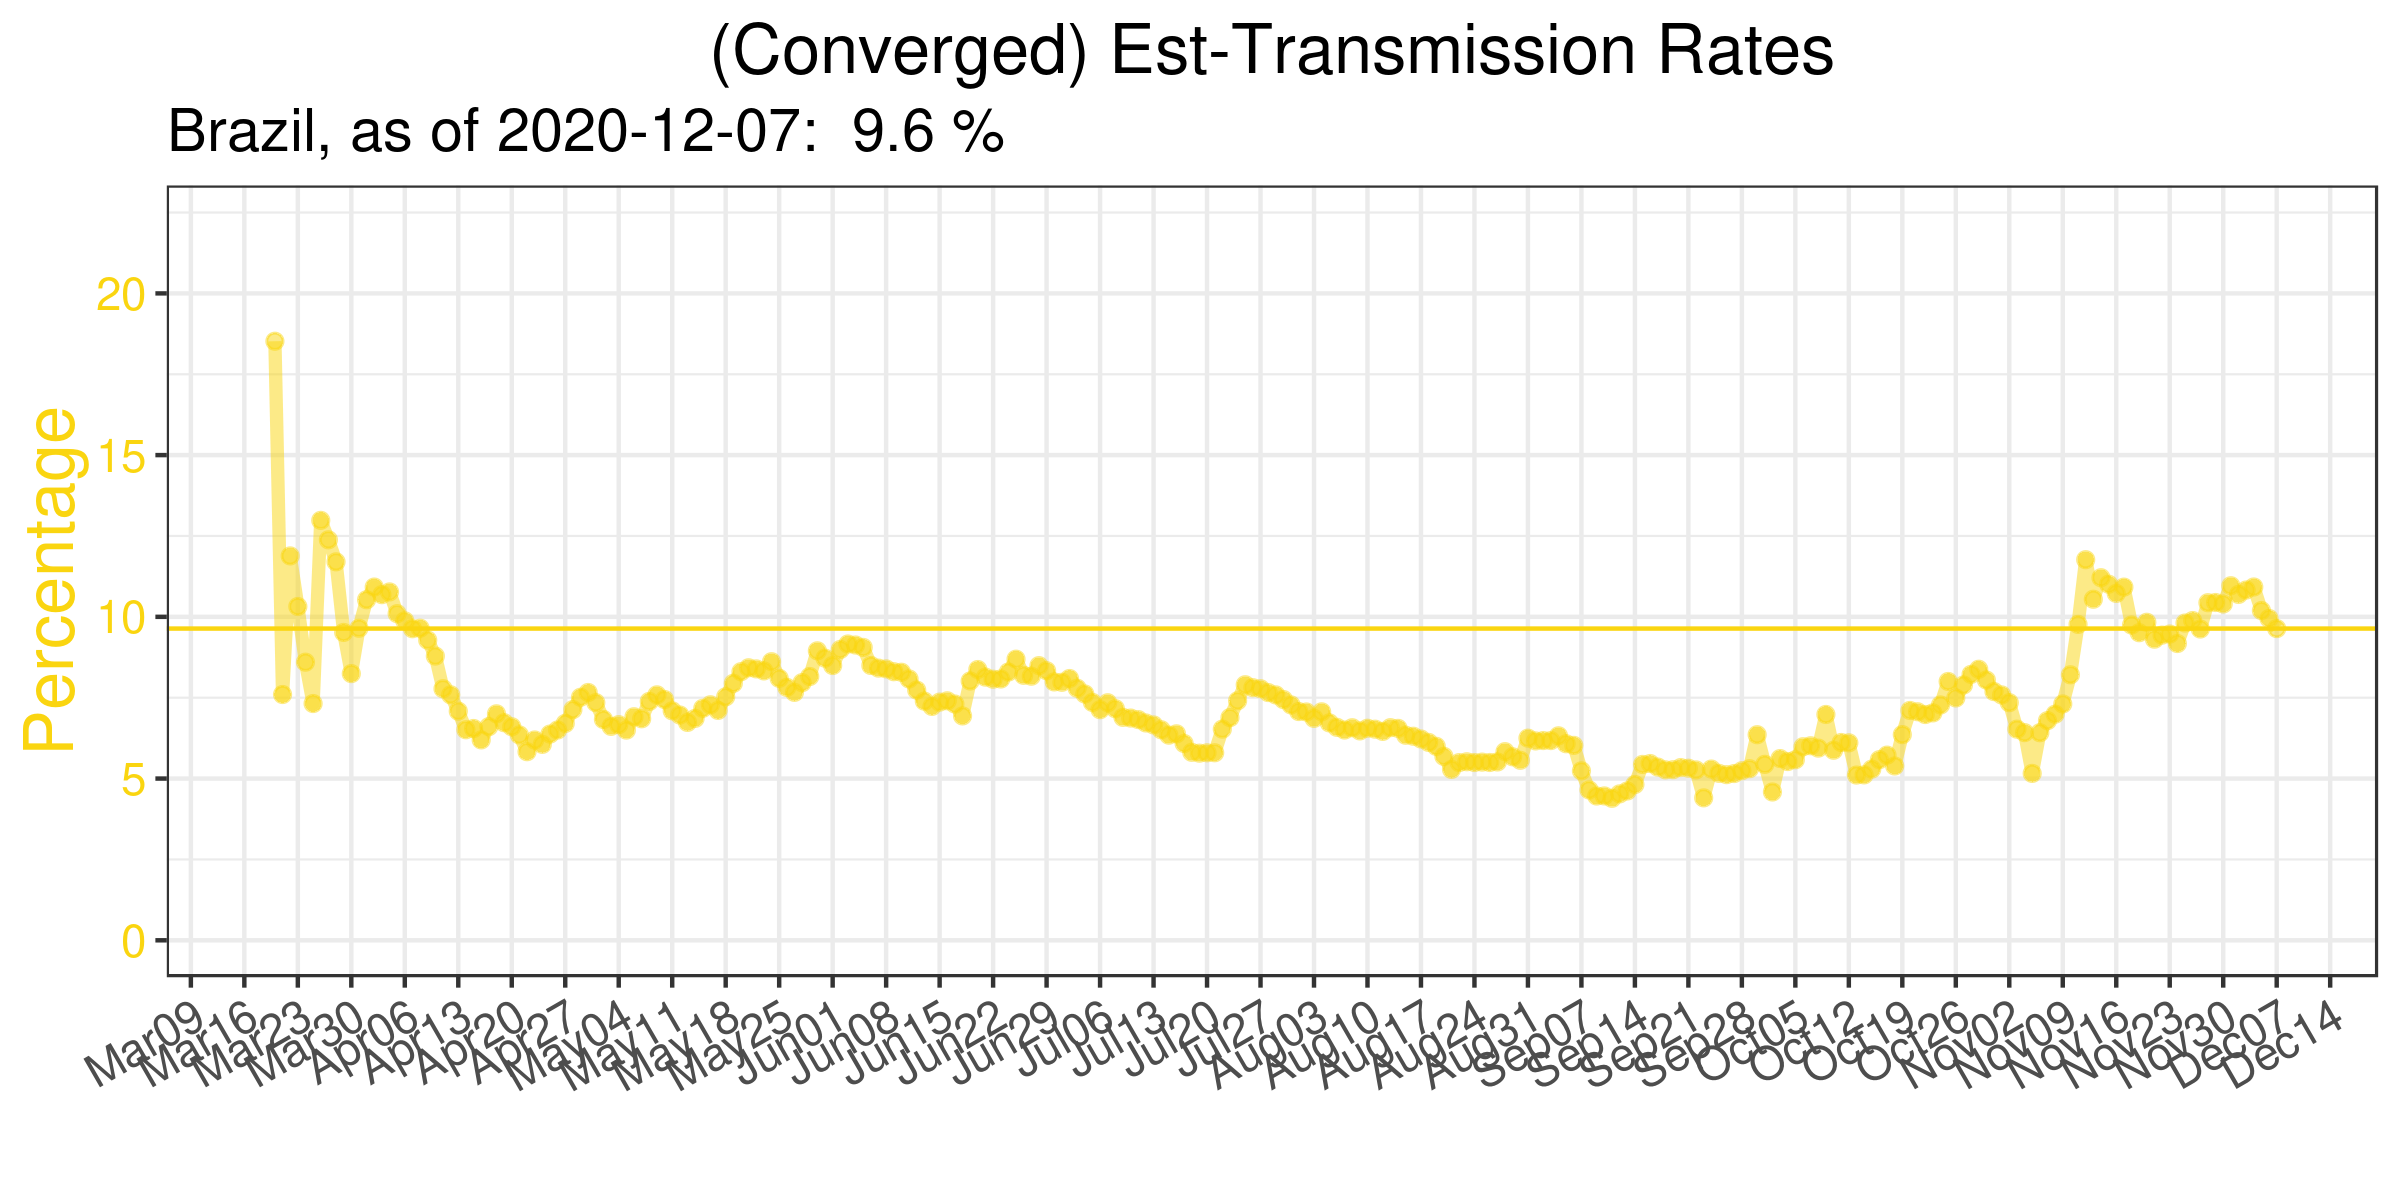 (Converged) Est-Transmission Rates
Brazil, as of 2020-12-07:  9.6 %
Percentage
20
15
10
5
0
Mar09
Mar16
Mar23
Mar30
Apr06
Apr13
Apr20
Apr27
May04
May11
May18
May25
Jun01
Jun08
Jun15
Jun22
Jun29
Jul06
Jul13
Jul20
Jul27
Aug03
Aug10
Aug17
Aug24
Aug31
Sep07
Sep14
Sep21
Sep28
Oct05
Oct12
Oct19
Oct26
Nov02
Nov09
Nov16
Nov23
Nov30
Dec07
Dec14